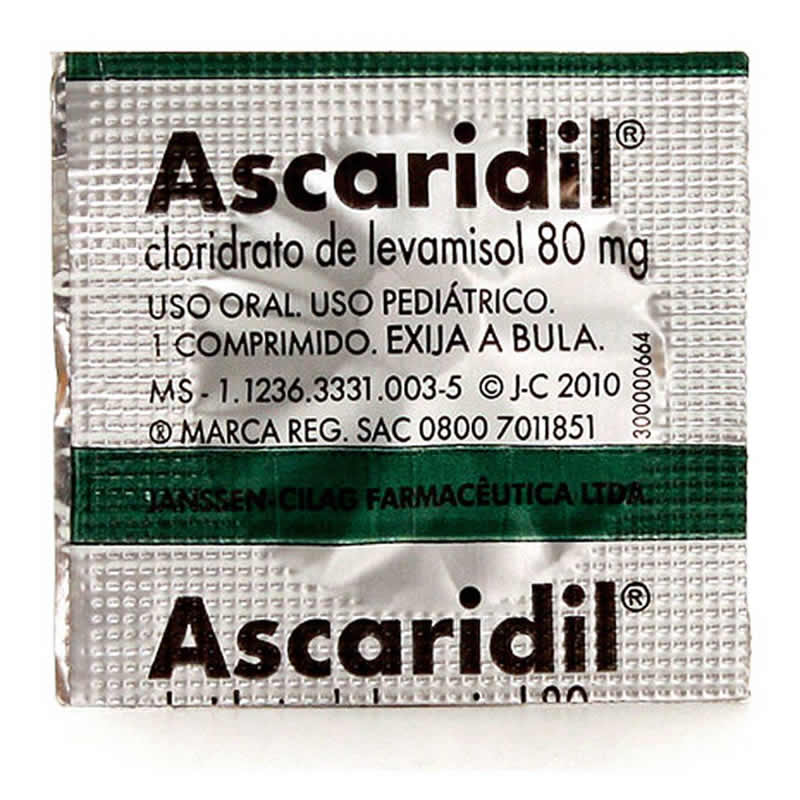 Ascaridil®
cloridrato de levamisol 80 mg
USO ORAL. USO PEDIÁTRICO.
1 COMPRIMIDO. EXIJA A BULA.
MS - 1.1236.3331.003-5 © J-C 2010
® MARCA REG. SAC 0800 7011851
300000664
JANSSEN-CILAG FARMACÊUTICA LTDA.
Ascaridil®